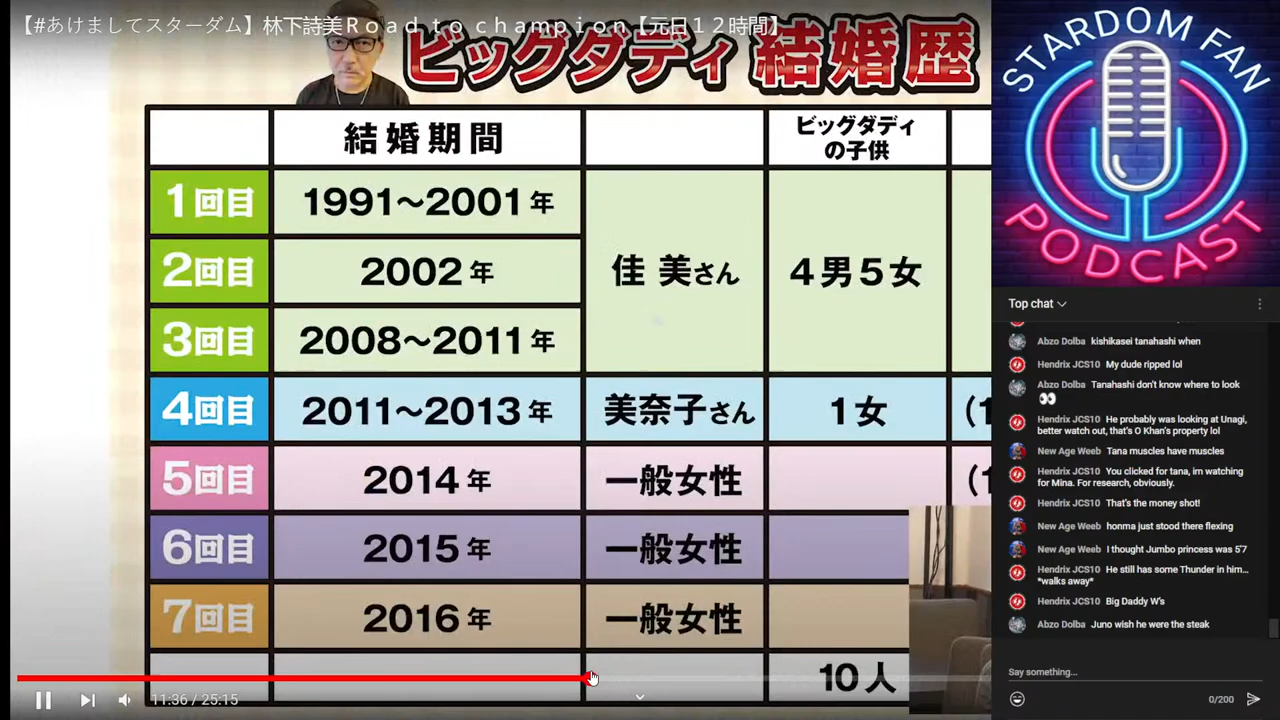 【#あけましてスターダム】林下詩美Ｒｏａｄ ｔｏ ｃｈａｍｐｉｏｎ【元日１２時間】
ビッグダディ 結婚歴
結婚期間
ビッグダディ
の子供
1回目
1991～2001年
2回目
2002年
佳 美さん
4男5女
3回目
2008～2011年
4回目
2011～2013年
美奈子さん
1女
(1
5回目
2014年
一般女性
(1
6回目
2015年
一般女性
7回目
2016年
一般女性
10人
11:36 / 25:15
STARDOM FAN
PODCAST
Top chat
Abzo Dolba kishikasei tanahashi when
Hendrix JCS10 My dude ripped lol
Abzo Dolba Tanahashi don't know where to look
👀
Hendrix JCS10 He probably was looking at Unagi,
better watch out, that's O Khan's property lol
New Age Weeb Tana muscles have muscles
Hendrix JCS10 You clicked for tana, im watching
for Mina. For research, obviously.
Hendrix JCS10 That's the money shot!
New Age Weeb honma just stood there flexing
New Age Weeb I thought Jumbo princess was 5'7
Hendrix JCS10 He still has some Thunder in him...
*walks away*
Hendrix JCS10 Big Daddy W's
Abzo Dolba Juno wish he were the steak
Say something...
0/200